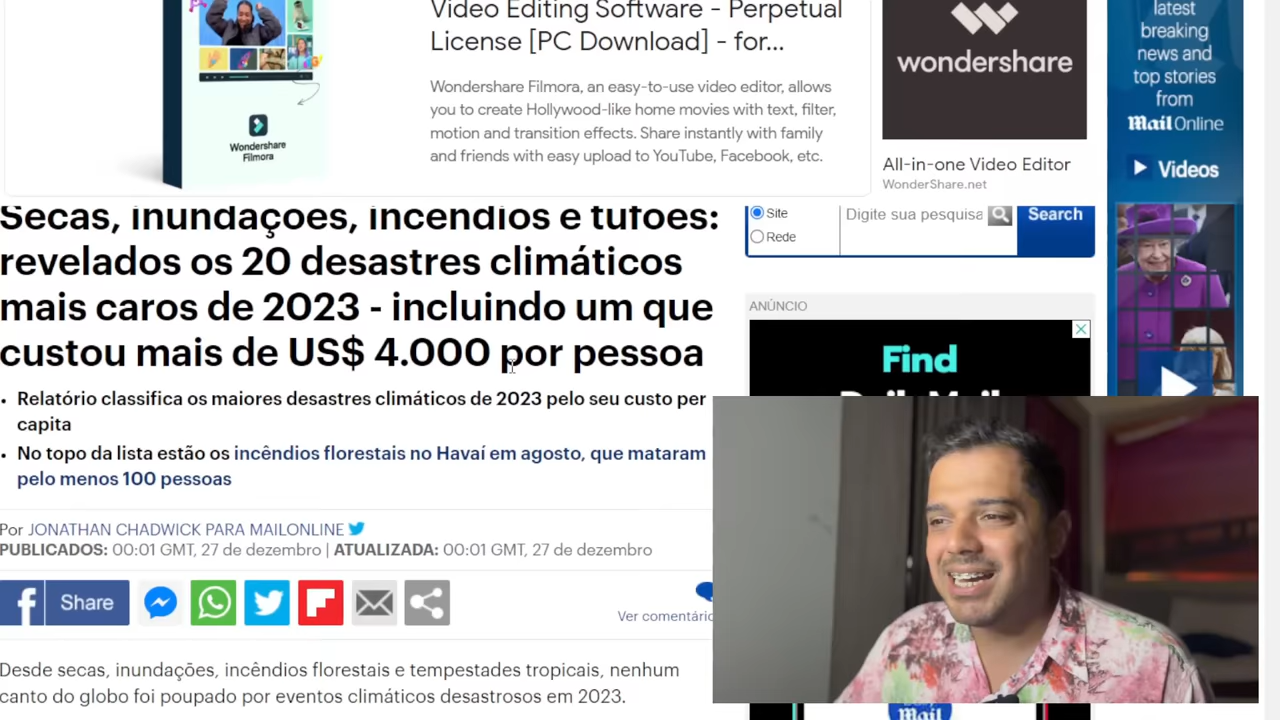 Video Editing Software - Perpetual
License [PC Download] - for...
Wondershare Filmora, an easy-to-use video editor, allows
you to create Hollywood-like home movies with text, filter,
motion and transition effects. Share instantly with family
and friends with easy upload to YouTube, Facebook, etc.
Wondershare
Filmora
wondershare
All-in-one Video Editor
WonderShare.net
latest
breaking
news and
top stories
from
Mail Online
Videos
Secas, inundações, incêndios e tufões:
revelados os 20 desastres climáticos
mais caros de 2023 - incluindo um que
custou mais de US$ 4.000 por pessoa
• Relatório classifica os maiores desastres climáticos de 2023 pelo seu custo per
capita
• No topo da lista estão os incêndios florestais no Havaí em agosto, que mataram
pelo menos 100 pessoas
Por JONATHAN CHADWICK PARA MAILONLINE
PUBLICADOS: 00:01 GMT, 27 de dezembro | ATUALIZADA: 00:01 GMT, 27 de dezembro
f Share
Ver comentário
Desde secas, inundações, incêndios florestais e tempestades tropicais, nenhum
canto do globo foi poupado por eventos climáticos desastrosos em 2023.
Site
Rede
Digite sua pesquisa
Search
ANÚNCIO
Find
Daily Mail
Mail